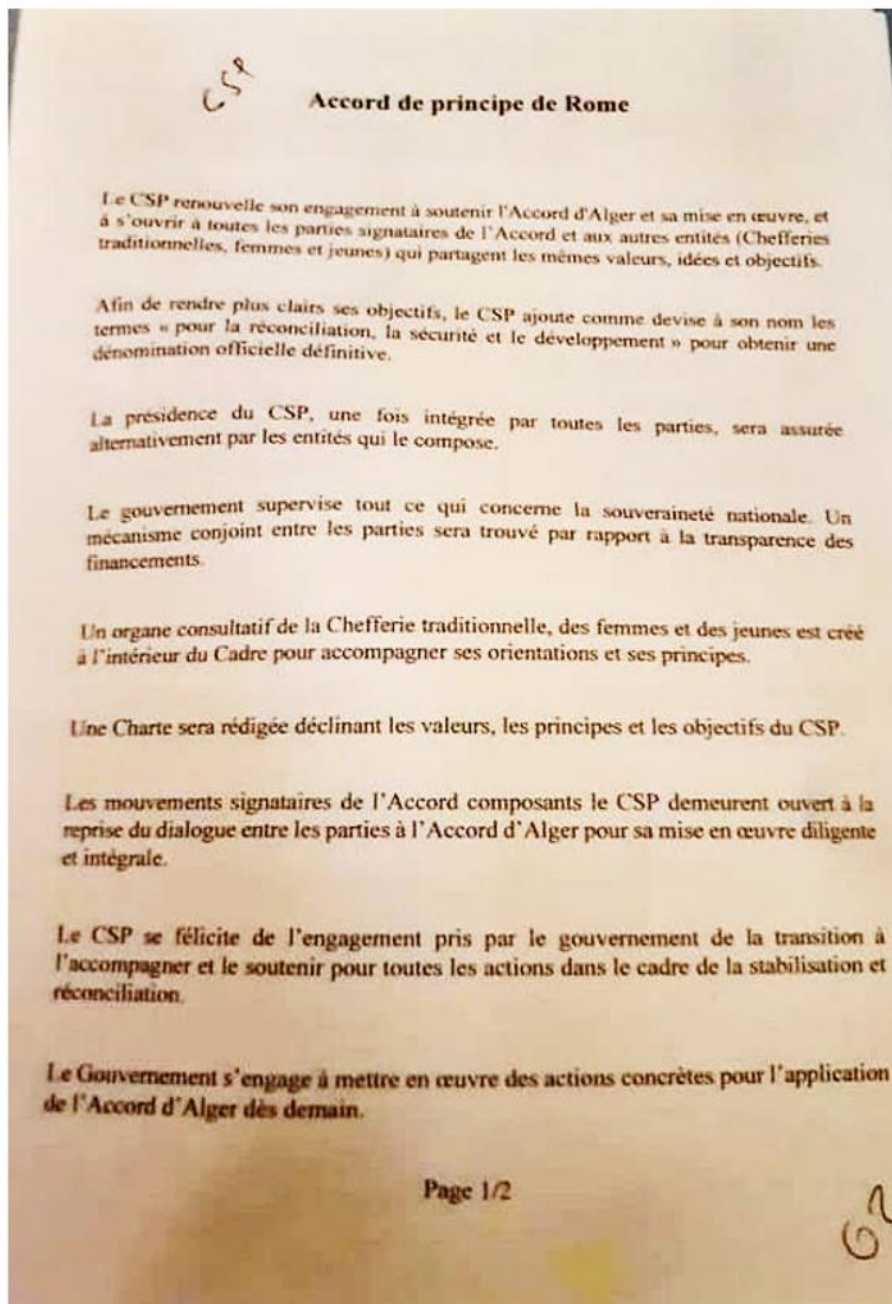 CSP
Accord de principe de Rome
Le CSP renouvelle son engagement à soutenir l'Accord d'Alger et sa mise en œuvre, et
á s'ouvrir à toutes les parties signataires de l'Accord et aux autres entités (Chefferies
traditionnelles, femmes et jeunes) qui partagent les mêmes valeurs, idées et objectifs.
Afin de rendre plus clairs ses objectifs, le CSP ajoute comme devise à son nom les
termes « pour la réconciliation, la sécurité et le développement » pour obtenir une
dénomination officielle définitive.
La présidence du CSP, une fois intégrée par toutes les parties, sera assurée
alternativement par les entités qui le compose.
Le gouvernement supervise tout ce qui concerne la souveraineté nationale. Un
mécanisme conjoint entre les parties sera trouvé par rapport à la transparence des
financements.
Un organe consultatif de la Chefferie traditionnelle, des femmes et des jeunes est créé
à l'intérieur du Cadre pour accompagner ses orientations et ses principes.
Une Charte sera rédigée déclinant les valeurs, les principes et les objectifs du CSP.
Les mouvements signataires de l'Accord composants le CSP demeurent ouvert à la
reprise du dialogue entre les parties à l'Accord d'Alger pour sa mise en œuvre diligente
et intégrale.
Le CSP se félicite de l'engagement pris par le gouvernement de la transition à
l'accompagner et le soutenir pour toutes les actions dans le cadre de la stabilisation et
réconciliation.
Le Gouvernement s'engage à mettre en œuvre des actions concrètes pour l'application
de l'Accord d'Alger dès demain.
Page 1/2